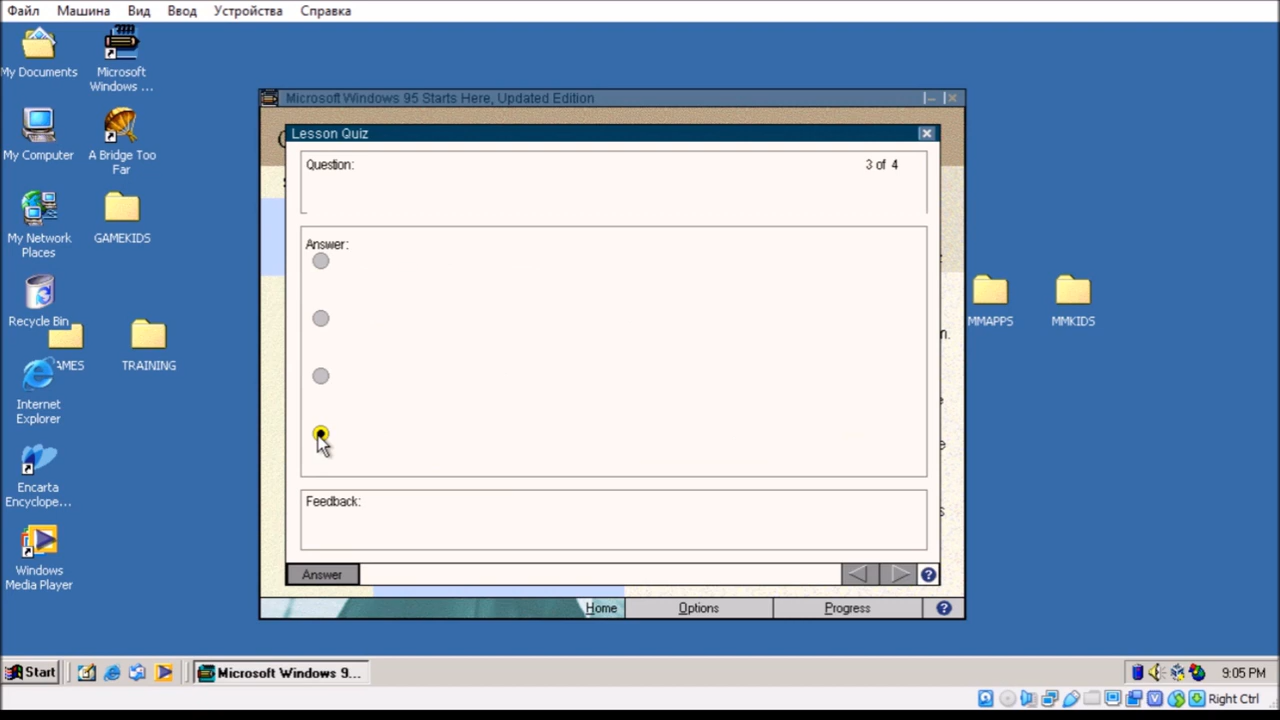 Файл Машина Вид Ввод Устройства Справка
My Documents
Microsoft
Windows ...
My Computer
A Bridge Too
Far
My Network
Places
GAMEKIDS
Recycle Bin
AMES
TRAINING
Internet
Explorer
Encarta
Encyclope...
Windows
Media Player
Microsoft Windows 95 Starts Here, Updated Edition
Lesson Quiz
Question:
3 of 4
Answer:
Feedback:
Answer
n.
e
s
Home
Options
Progress
MMAPPS
MMKIDS
Start
Microsoft Windows 9...
9:05 PM
Right Ctrl